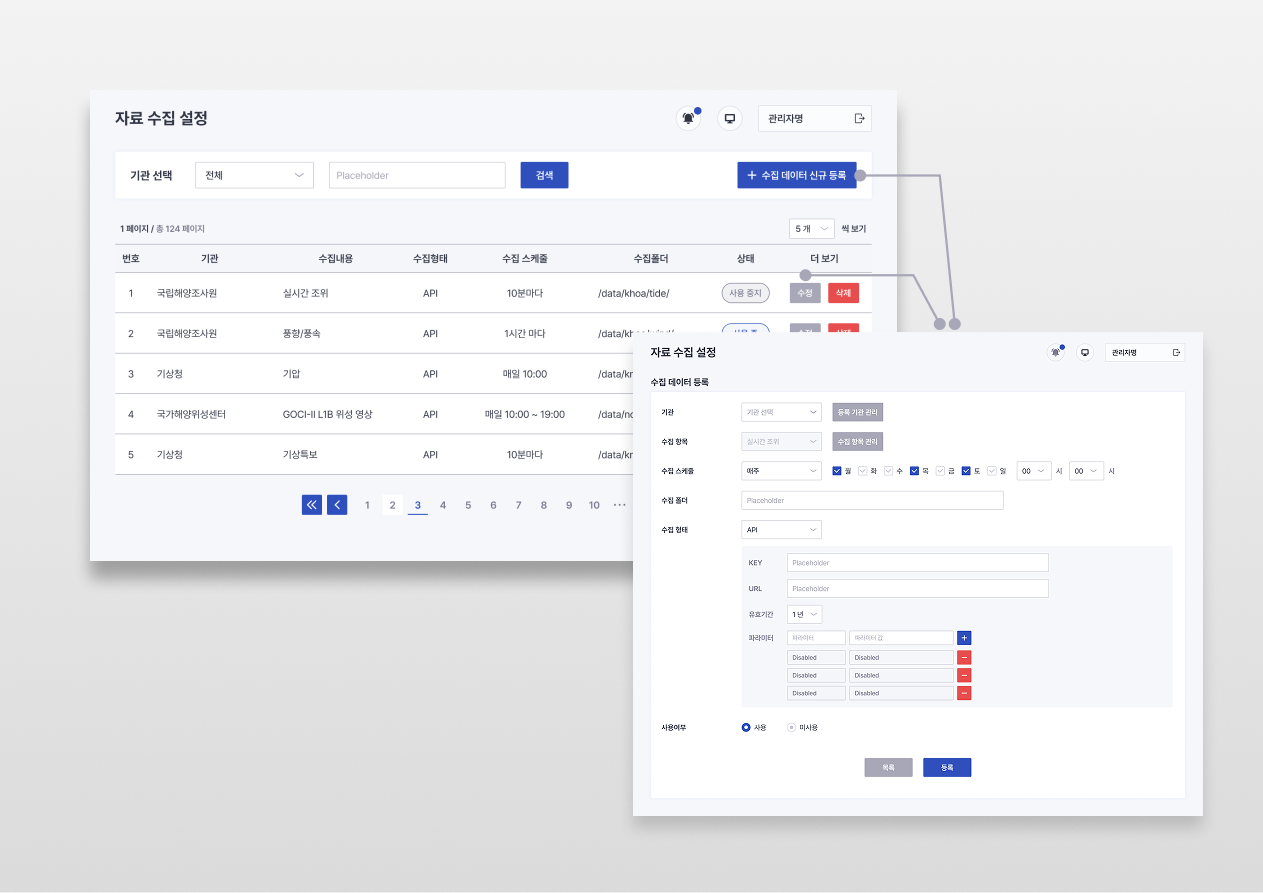 자료 수집 설정
관리자명
기관 선택 전체 Placeholder 검색 + 수집 데이터 신규 등록
1 페이지 / 총 124 페이지 5 개 씩 보기
번호 기관 수집내용 수집형태 수집 스케줄 수집폴더 상태 더 보기
1 국립해양조사원 실시간 조위 API 10분마다 /data/khoa/tide/ 사용 중지 수정 삭제
2 국립해양조사원 풍향/풍속 API 1시간 마다
3 기상청 기압 API 매일 10:00
4 국가해양위성센터 GOCI-II L1B 위성 영상 API 매일 10:00 ~ 19:00
5 기상청 기상특보 API 10분마다
1 2 3 4 5 6 7 8 9 10 ···
자료 수집 설정 관리자명
수집 데이터 등록
기관 기관 선택 등록 기관 관리
수집 항목 실시간 조위 수집 항목 관리
수집 스케줄 매주 월 화 수 목 금 토 일 00 시 00 시
수집 폴더 Placeholder
수집 형태 API
KEY Placeholder
URL Placeholder
유효기간 1 년
파라미터 파라미터 파라미터 값 +
Disabled Disabled −
Disabled Disabled −
Disabled Disabled −
사용여부 사용 미사용
목록 등록